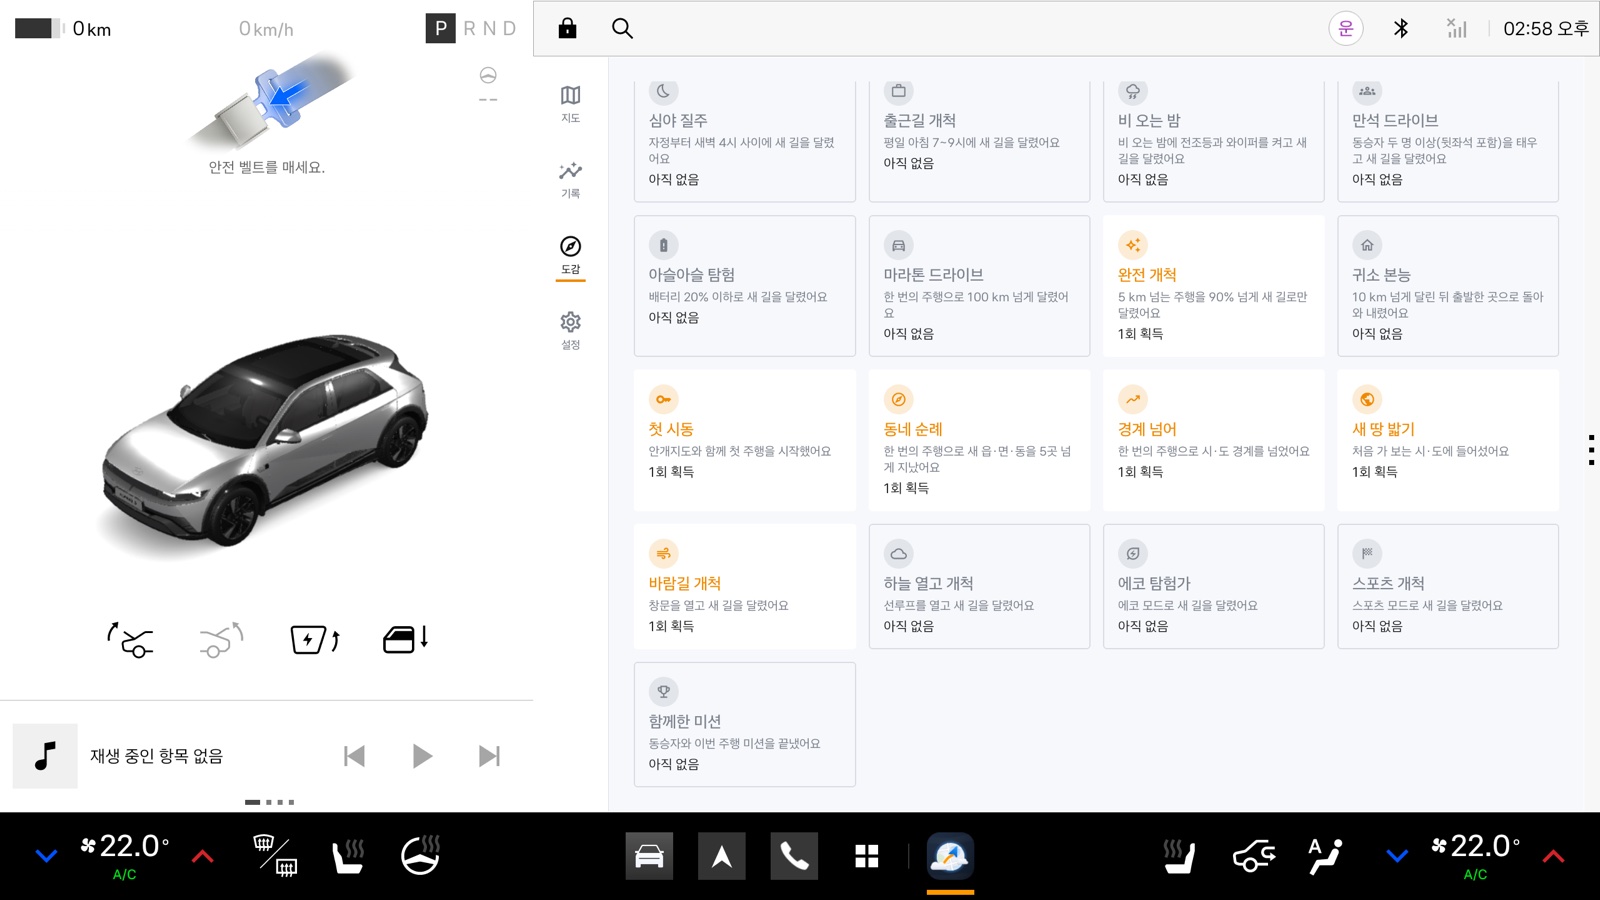 0 km
0 km/h
P R N D
운
02:58 오후
안전 벨트를 매세요.
지도
기록
도감
설정
심야 질주
자정부터 새벽 4시 사이에 새 길을 달렸
어요
아직 없음
출근길 개척
평일 아침 7~9시에 새 길을 달렸어요
아직 없음
비 오는 밤
비 오는 밤에 전조등과 와이퍼를 켜고 새
길을 달렸어요
아직 없음
만석 드라이브
동승자 두 명 이상(뒷좌석 포함)을 태우
고 새 길을 달렸어요
아직 없음
아슬아슬 탐험
배터리 20% 이하로 새 길을 달렸어요
아직 없음
마라톤 드라이브
한 번의 주행으로 100 km 넘게 달렸어
요
아직 없음
완전 개척
5 km 넘는 주행을 90% 넘게 새 길로만
달렸어요
1회 획득
귀소 본능
10 km 넘게 달린 뒤 출발한 곳으로 돌아
와 내렸어요
아직 없음
첫 시동
안개지도와 함께 첫 주행을 시작했어요
1회 획득
동네 순례
한 번의 주행으로 새 읍·면·동을 5곳 넘
게 지났어요
1회 획득
경계 넘어
한 번의 주행으로 시·도 경계를 넘었어요
1회 획득
새 땅 밟기
처음 가 보는 시·도에 들어섰어요
1회 획득
바람길 개척
창문을 열고 새 길을 달렸어요
1회 획득
하늘 열고 개척
선루프를 열고 새 길을 달렸어요
아직 없음
에코 탐험가
에코 모드로 새 길을 달렸어요
아직 없음
스포츠 개척
스포츠 모드로 새 길을 달렸어요
아직 없음
함께한 미션
동승자와 이번 주행 미션을 끝냈어요
아직 없음
재생 중인 항목 없음
22.0°
A/C
A
22.0°
A/C